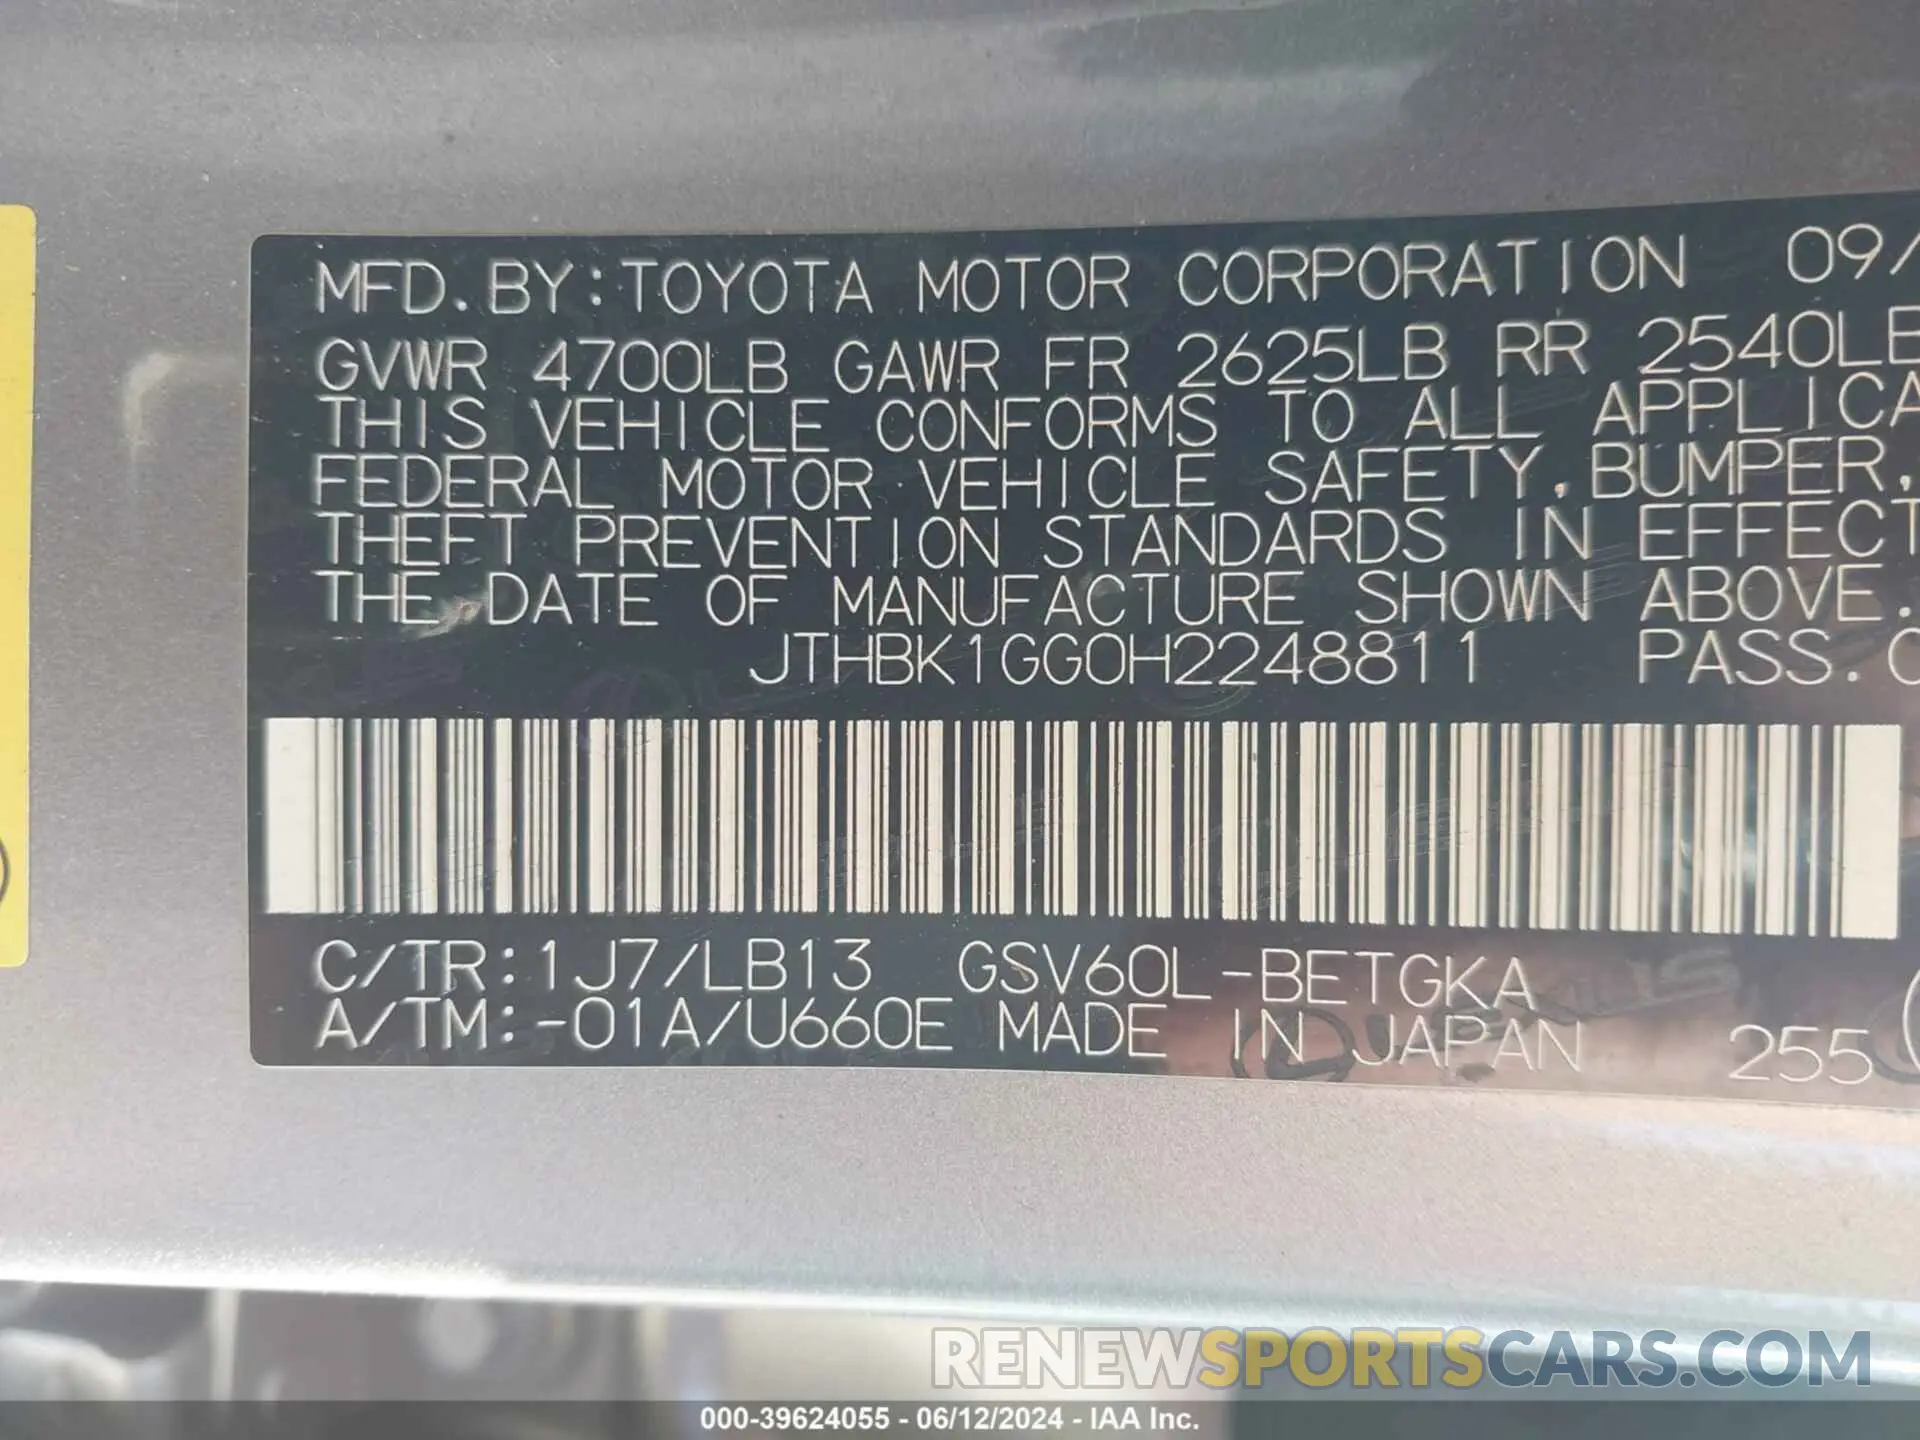 MFD. BY: TOYOTA MOTOR CORPORATION 09/
GVWR 4700LB GAWR FR 2625LB RR 2540LB
THIS VEHICLE CONFORMS TO ALL APPLICA
FEDERAL MOTOR VEHICLE SAFETY, BUMPER,
THEFT PREVENTION STANDARDS IN EFFECT
THE DATE OF MANUFACTURE SHOWN ABOVE.
JTHBK1GG0H2248811 PASS. C
C/TR: 1J7/LB13 GSV60L-BETGKA
A/TM: -01A/U660E MADE IN JAPAN 255
RENEWSPORTSCARS.COM
000-39624055 - 06/12/2024 - IAA Inc.